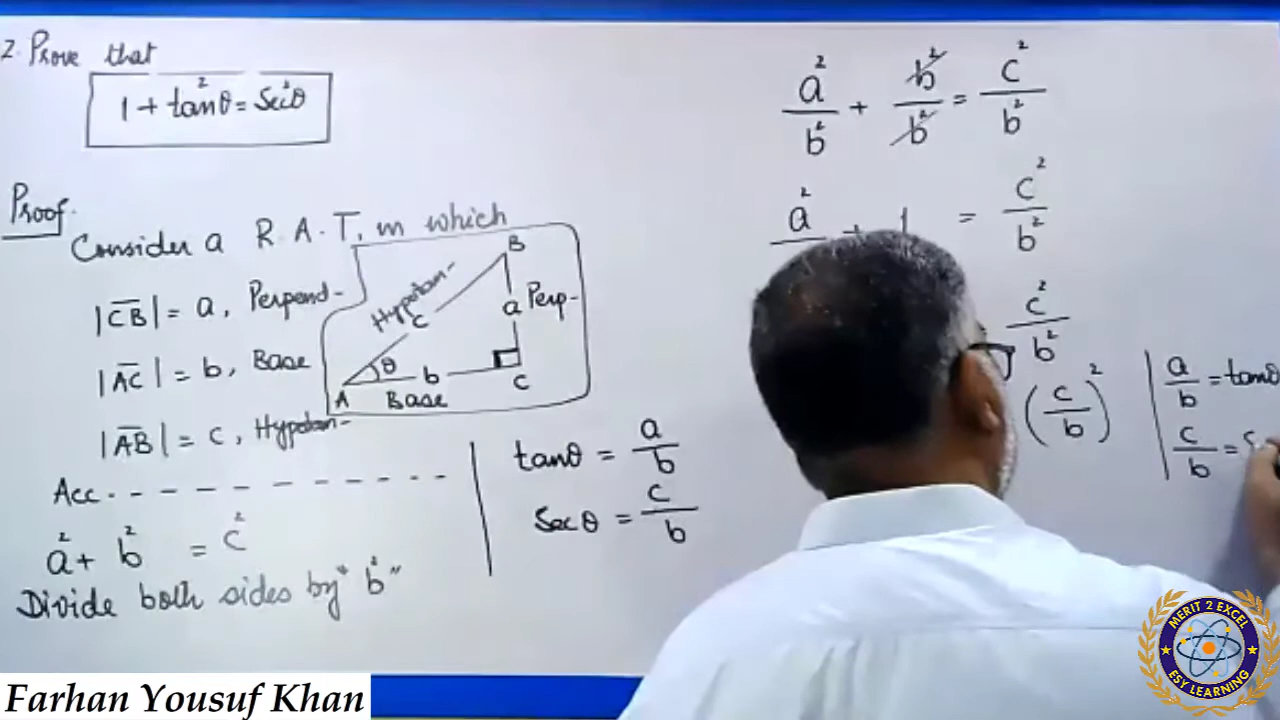 2. Prove that
1 + tan²θ = Sec²θ
Proof.
Consider a R.A.T, in which
|CB| = a, Perpend-
|AC| = b, Base
|AB| = c, Hypoten-
B
Hypoten-
c
a Perp-
θ
b
A
C
Base
Acc - - - - - - - - - - -
a² + b² = c²
Divide both sides by "b²"
tanθ = a/b
Secθ = c/b
a²/b² + b²/b² = c²/b²
a² + 1 = c²/b²
c²/b²
(c/b)²
a/b = tanθ
c/b = S
MERIT 2 EXCEL
ESY LEARNING
Farhan Yousuf Khan